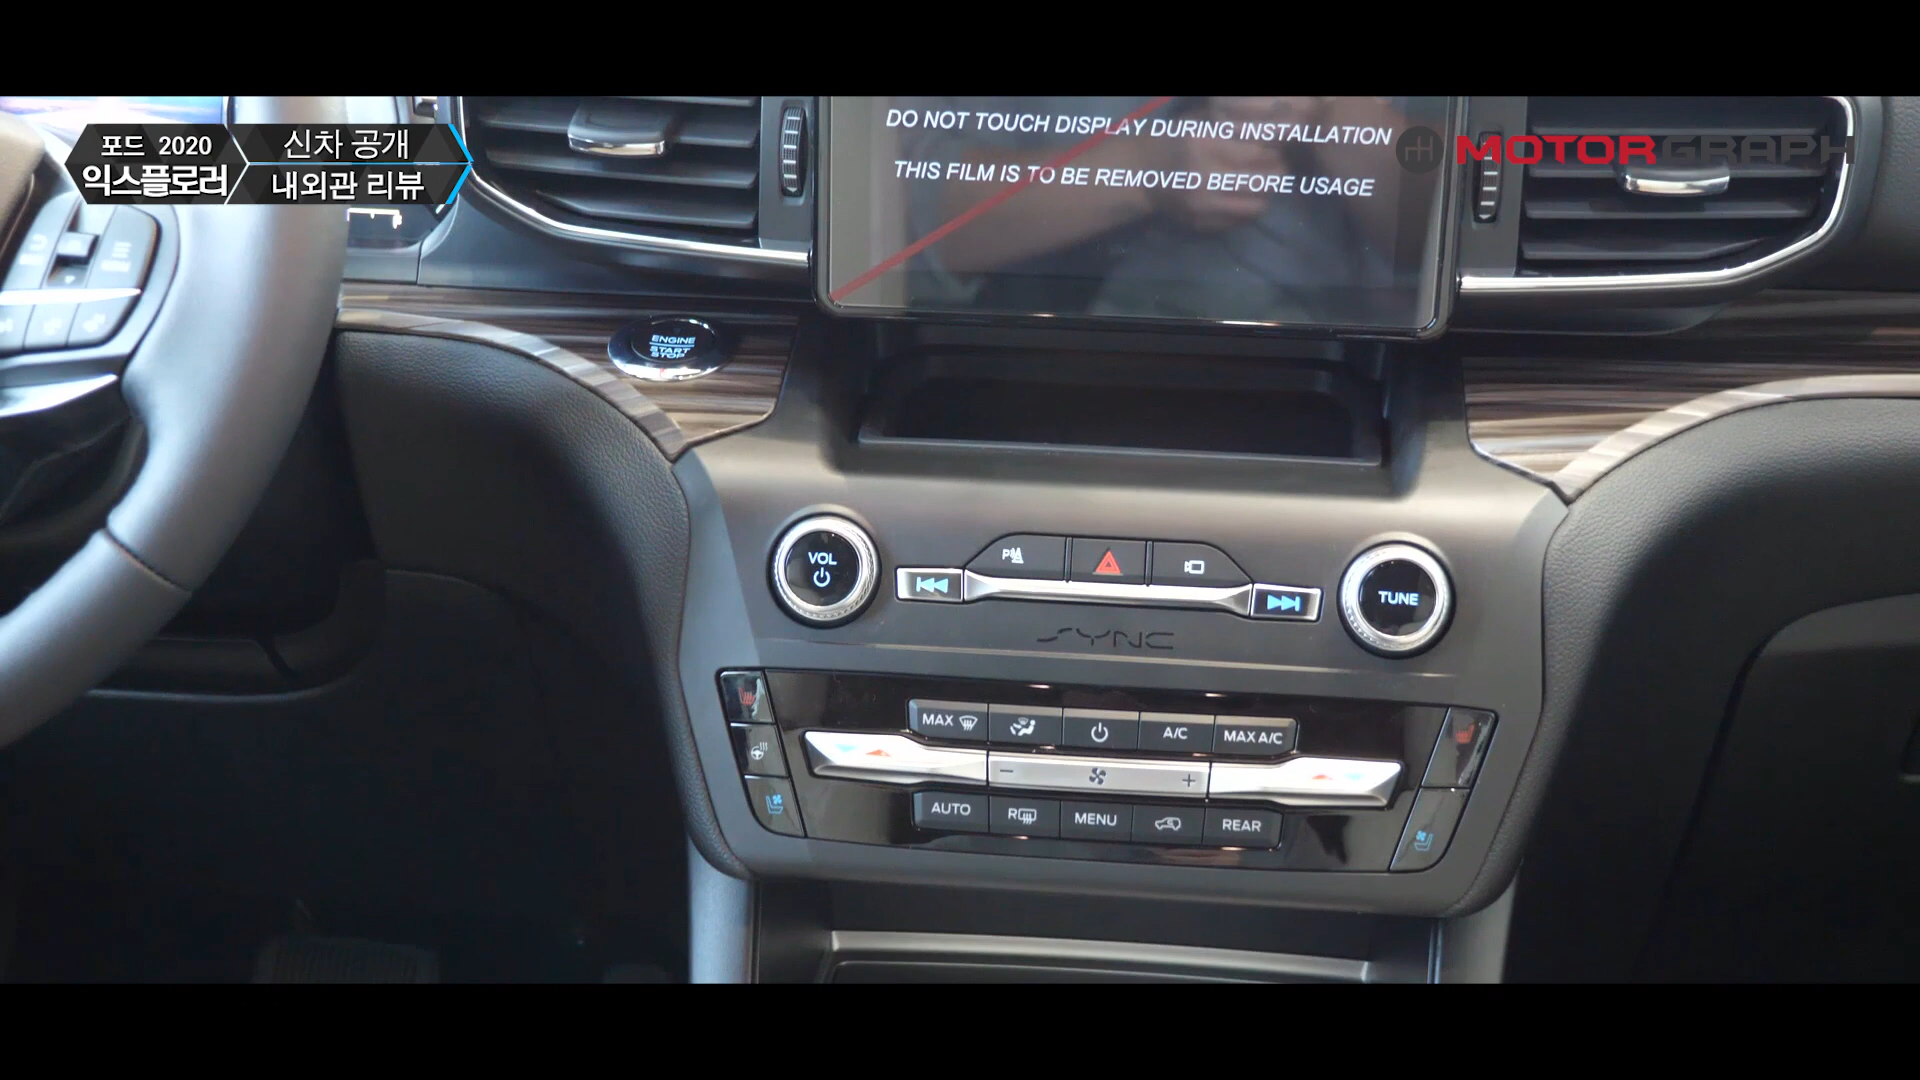 포드 2020
익스플로러
신차 공개
내외관 리뷰
DO NOT TOUCH DISPLAY DURING INSTALLATION
THIS FILM IS TO BE REMOVED BEFORE USAGE
MOTORGRAPH
ENGINE
START
STOP
VOL
P
TUNE
SYNC
MAX
A/C
MAX A/C
AUTO
R
MENU
REAR